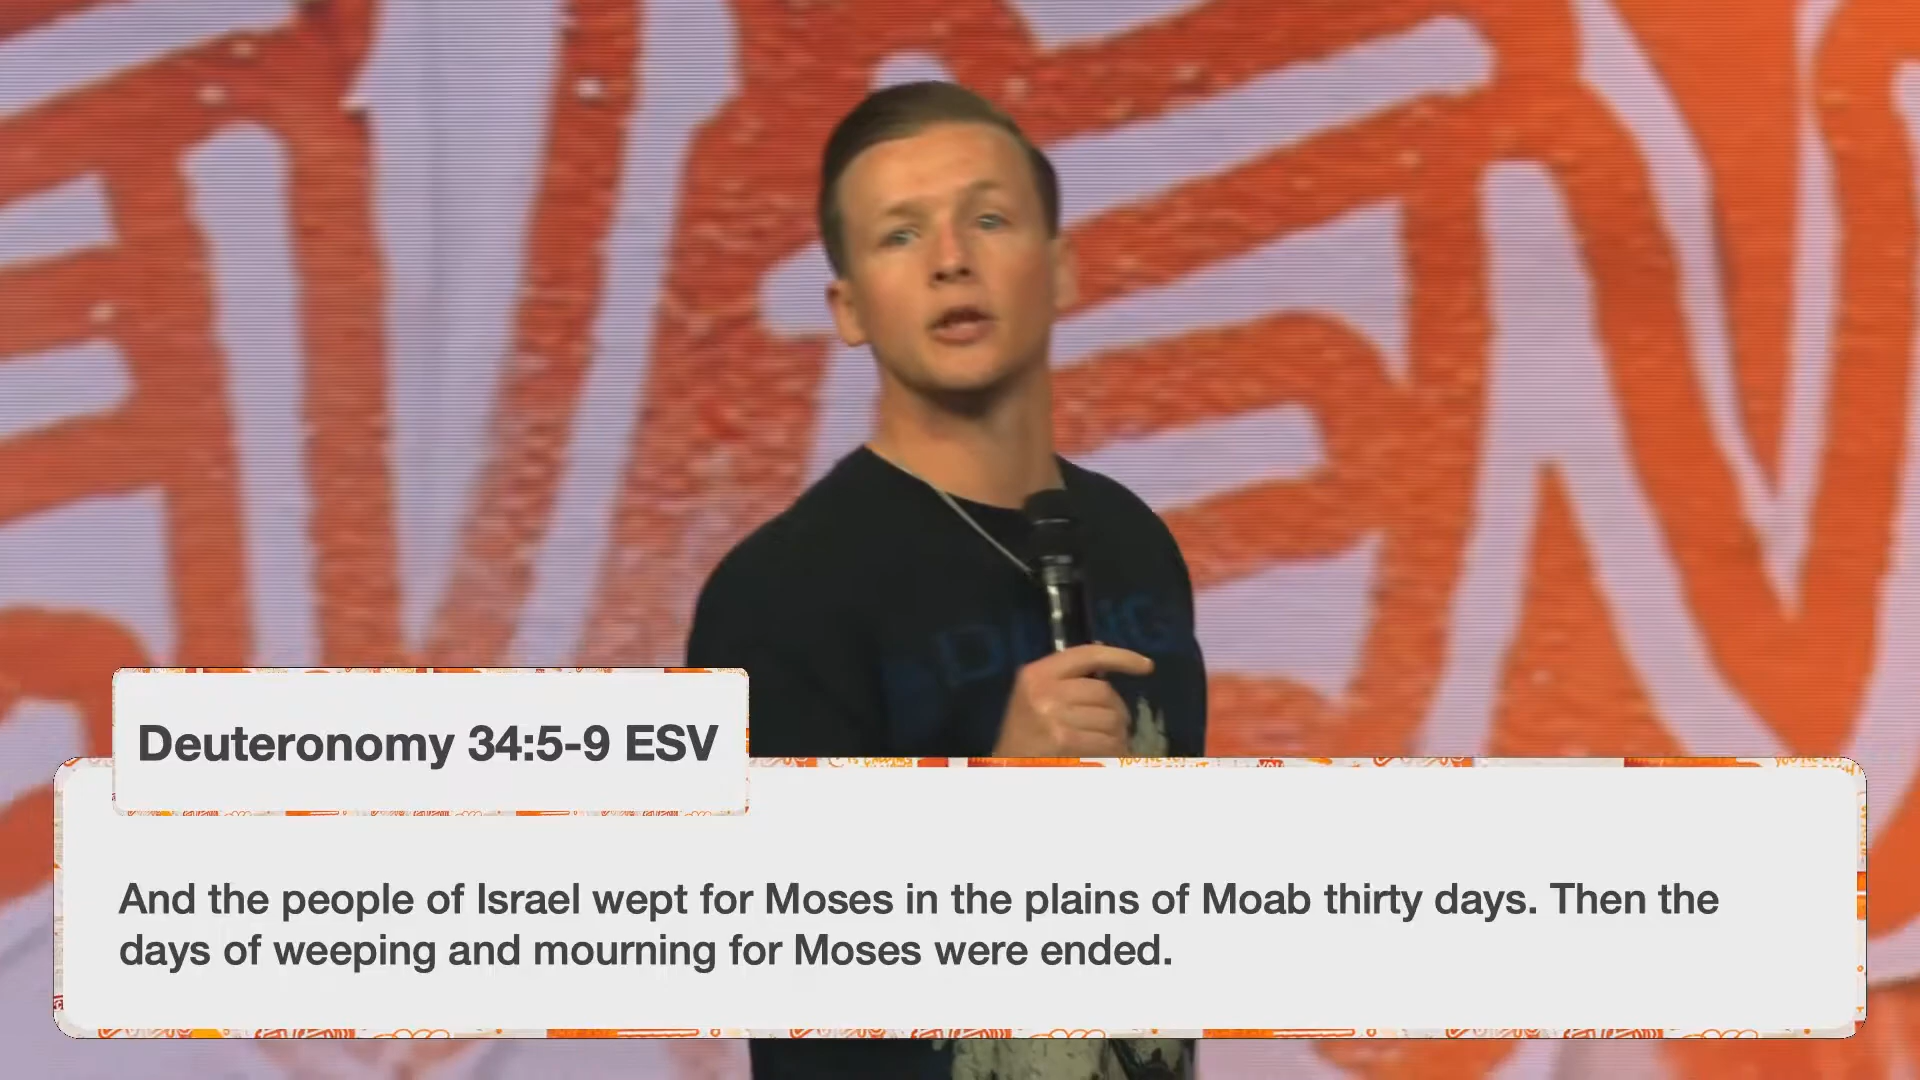 Deuteronomy 34:5-9 ESV
And the people of Israel wept for Moses in the plains of Moab thirty days. Then the
days of weeping and mourning for Moses were ended.